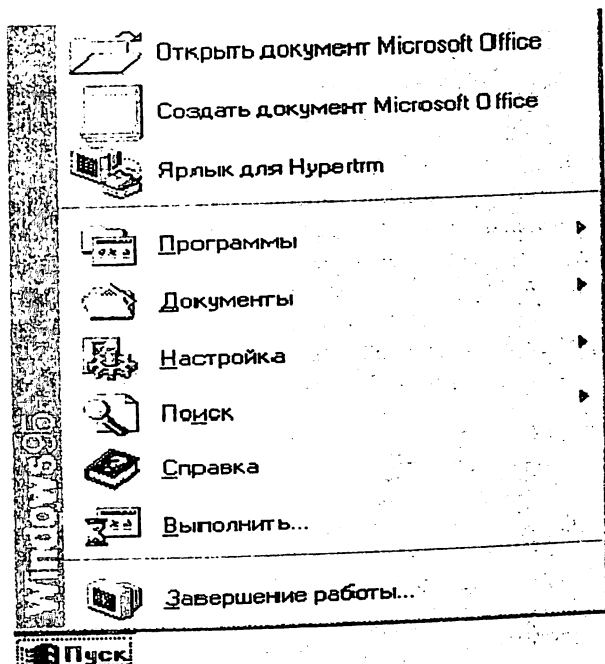 Открыть документ Microsoft Office
Создать документ Microsoft Office
Ярлык для Hypertrm
Программы
Документы
Настройка
Поиск
Справка
Выполнить...
Завершение работы...
Windows95
Пуск